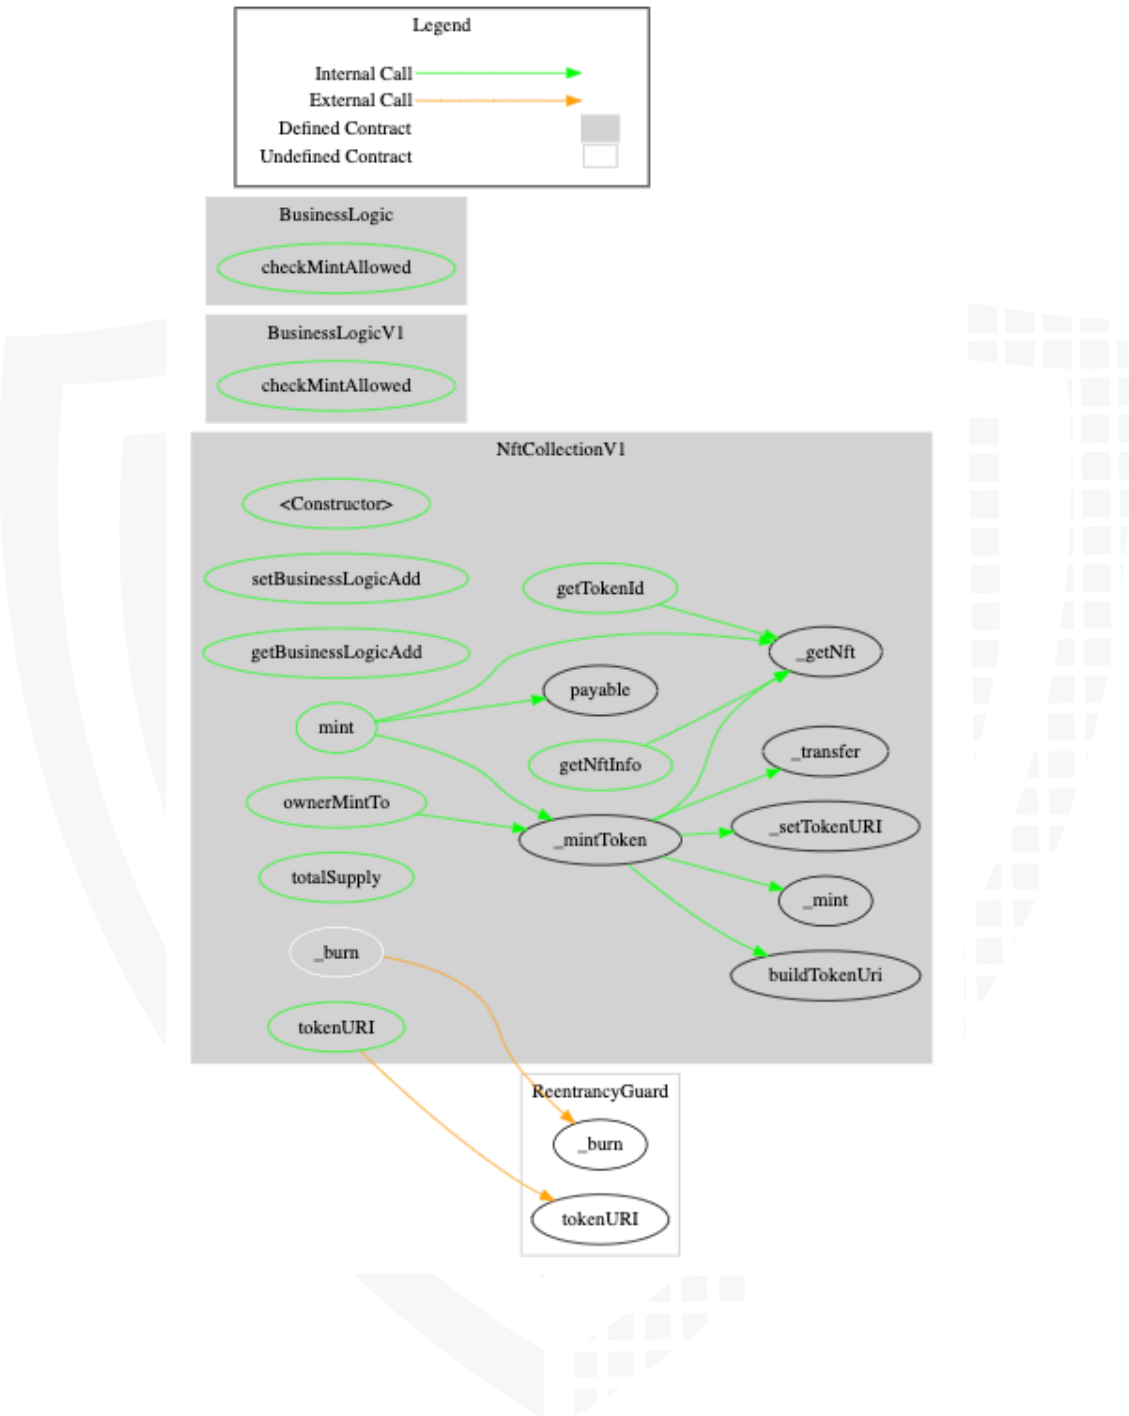 Legend
Internal Call
External Call
Defined Contract
Undefined Contract
BusinessLogic
checkMintAllowed
BusinessLogicV1
checkMintAllowed
NftCollectionV1
<Constructor>
setBusinessLogicAdd
getTokenId
getBusinessLogicAdd
_getNft
payable
mint
_transfer
getNftInfo
ownerMintTo
_setTokenURI
_mintToken
totalSupply
_mint
_burn
buildTokenUri
tokenURI
ReentrancyGuard
_burn
tokenURI